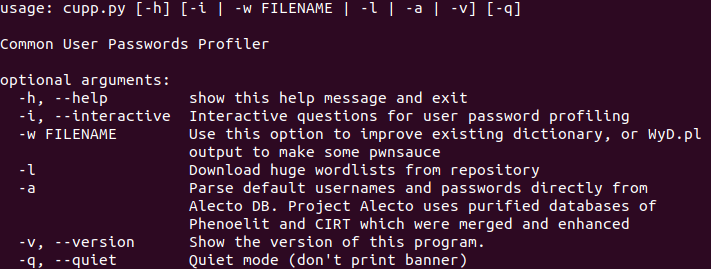 usage: cupp.py [-h] [-i | -w FILENAME | -l | -a | -v] [-q]
Common User Passwords Profiler
optional arguments:
-h, --help show this help message and exit
-i, --interactive Interactive questions for user password profiling
-w FILENAME Use this option to improve existing dictionary, or WyD.pl
output to make some pwnsauce
-l Download huge wordlists from repository
-a Parse default usernames and passwords directly from
Alecto DB. Project Alecto uses purified databases of
Phenoelit and CIRT which were merged and enhanced
-v, --version Show the version of this program.
-q, --quiet Quiet mode (don't print banner)